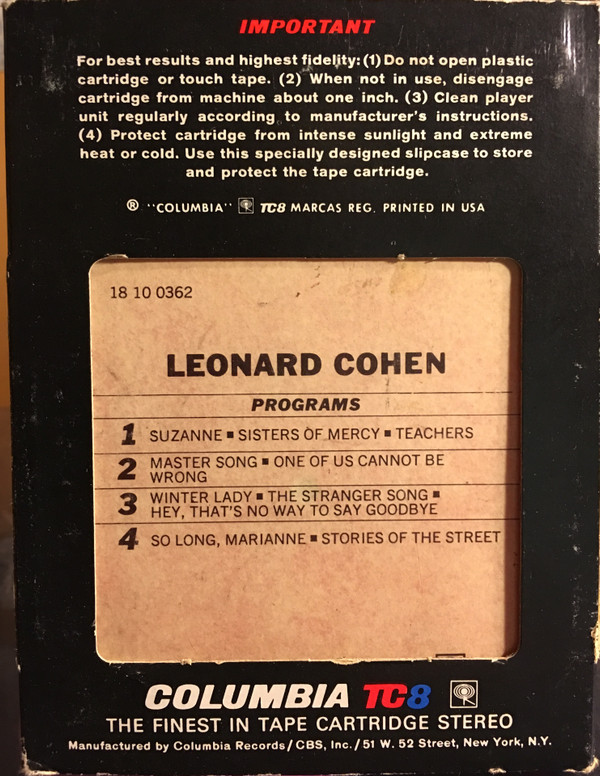 IMPORTANT
For best results and highest fidelity: (1) Do not open plastic
cartridge or touch tape. (2) When not in use, disengage
cartridge from machine about one inch. (3) Clean player
unit regularly according to manufacturer's instructions.
(4) Protect cartridge from intense sunlight and extreme
heat or cold. Use this specially designed slipcase to store
and protect the tape cartridge.
® "COLUMBIA" TC8 MARCAS REG. PRINTED IN USA
18 10 0362
LEONARD COHEN
PROGRAMS
1 SUZANNE ▪ SISTERS OF MERCY ▪ TEACHERS
2 MASTER SONG ▪ ONE OF US CANNOT BE
WRONG
3 WINTER LADY ▪ THE STRANGER SONG ▪
HEY, THAT'S NO WAY TO SAY GOODBYE
4 SO LONG, MARIANNE ▪ STORIES OF THE STREET
COLUMBIA TC8
THE FINEST IN TAPE CARTRIDGE STEREO
Manufactured by Columbia Records/CBS, Inc./51 W. 52 Street, New York, N.Y.